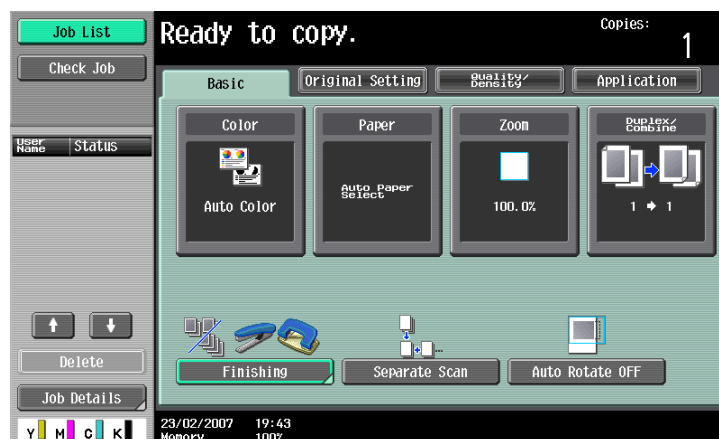 Job List
Check Job
User Name
Status
Delete
Job Details
Y M C K
Ready to copy.
Copies:
1
Basic
Original Setting
Quality/
Density
Application
Color
Auto Color
Paper
Auto Paper
Select
Zoom
100.0%
Duplex/
Combine
1 → 1
Finishing
Separate Scan
Auto Rotate OFF
23/02/2007 19:43
Memory 100%